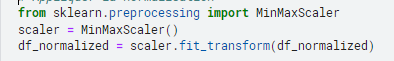 from sklearn.preprocessing import MinMaxScaler
scaler = MinMaxScaler()
df_normalized = scaler.fit_transform(df_normalized)